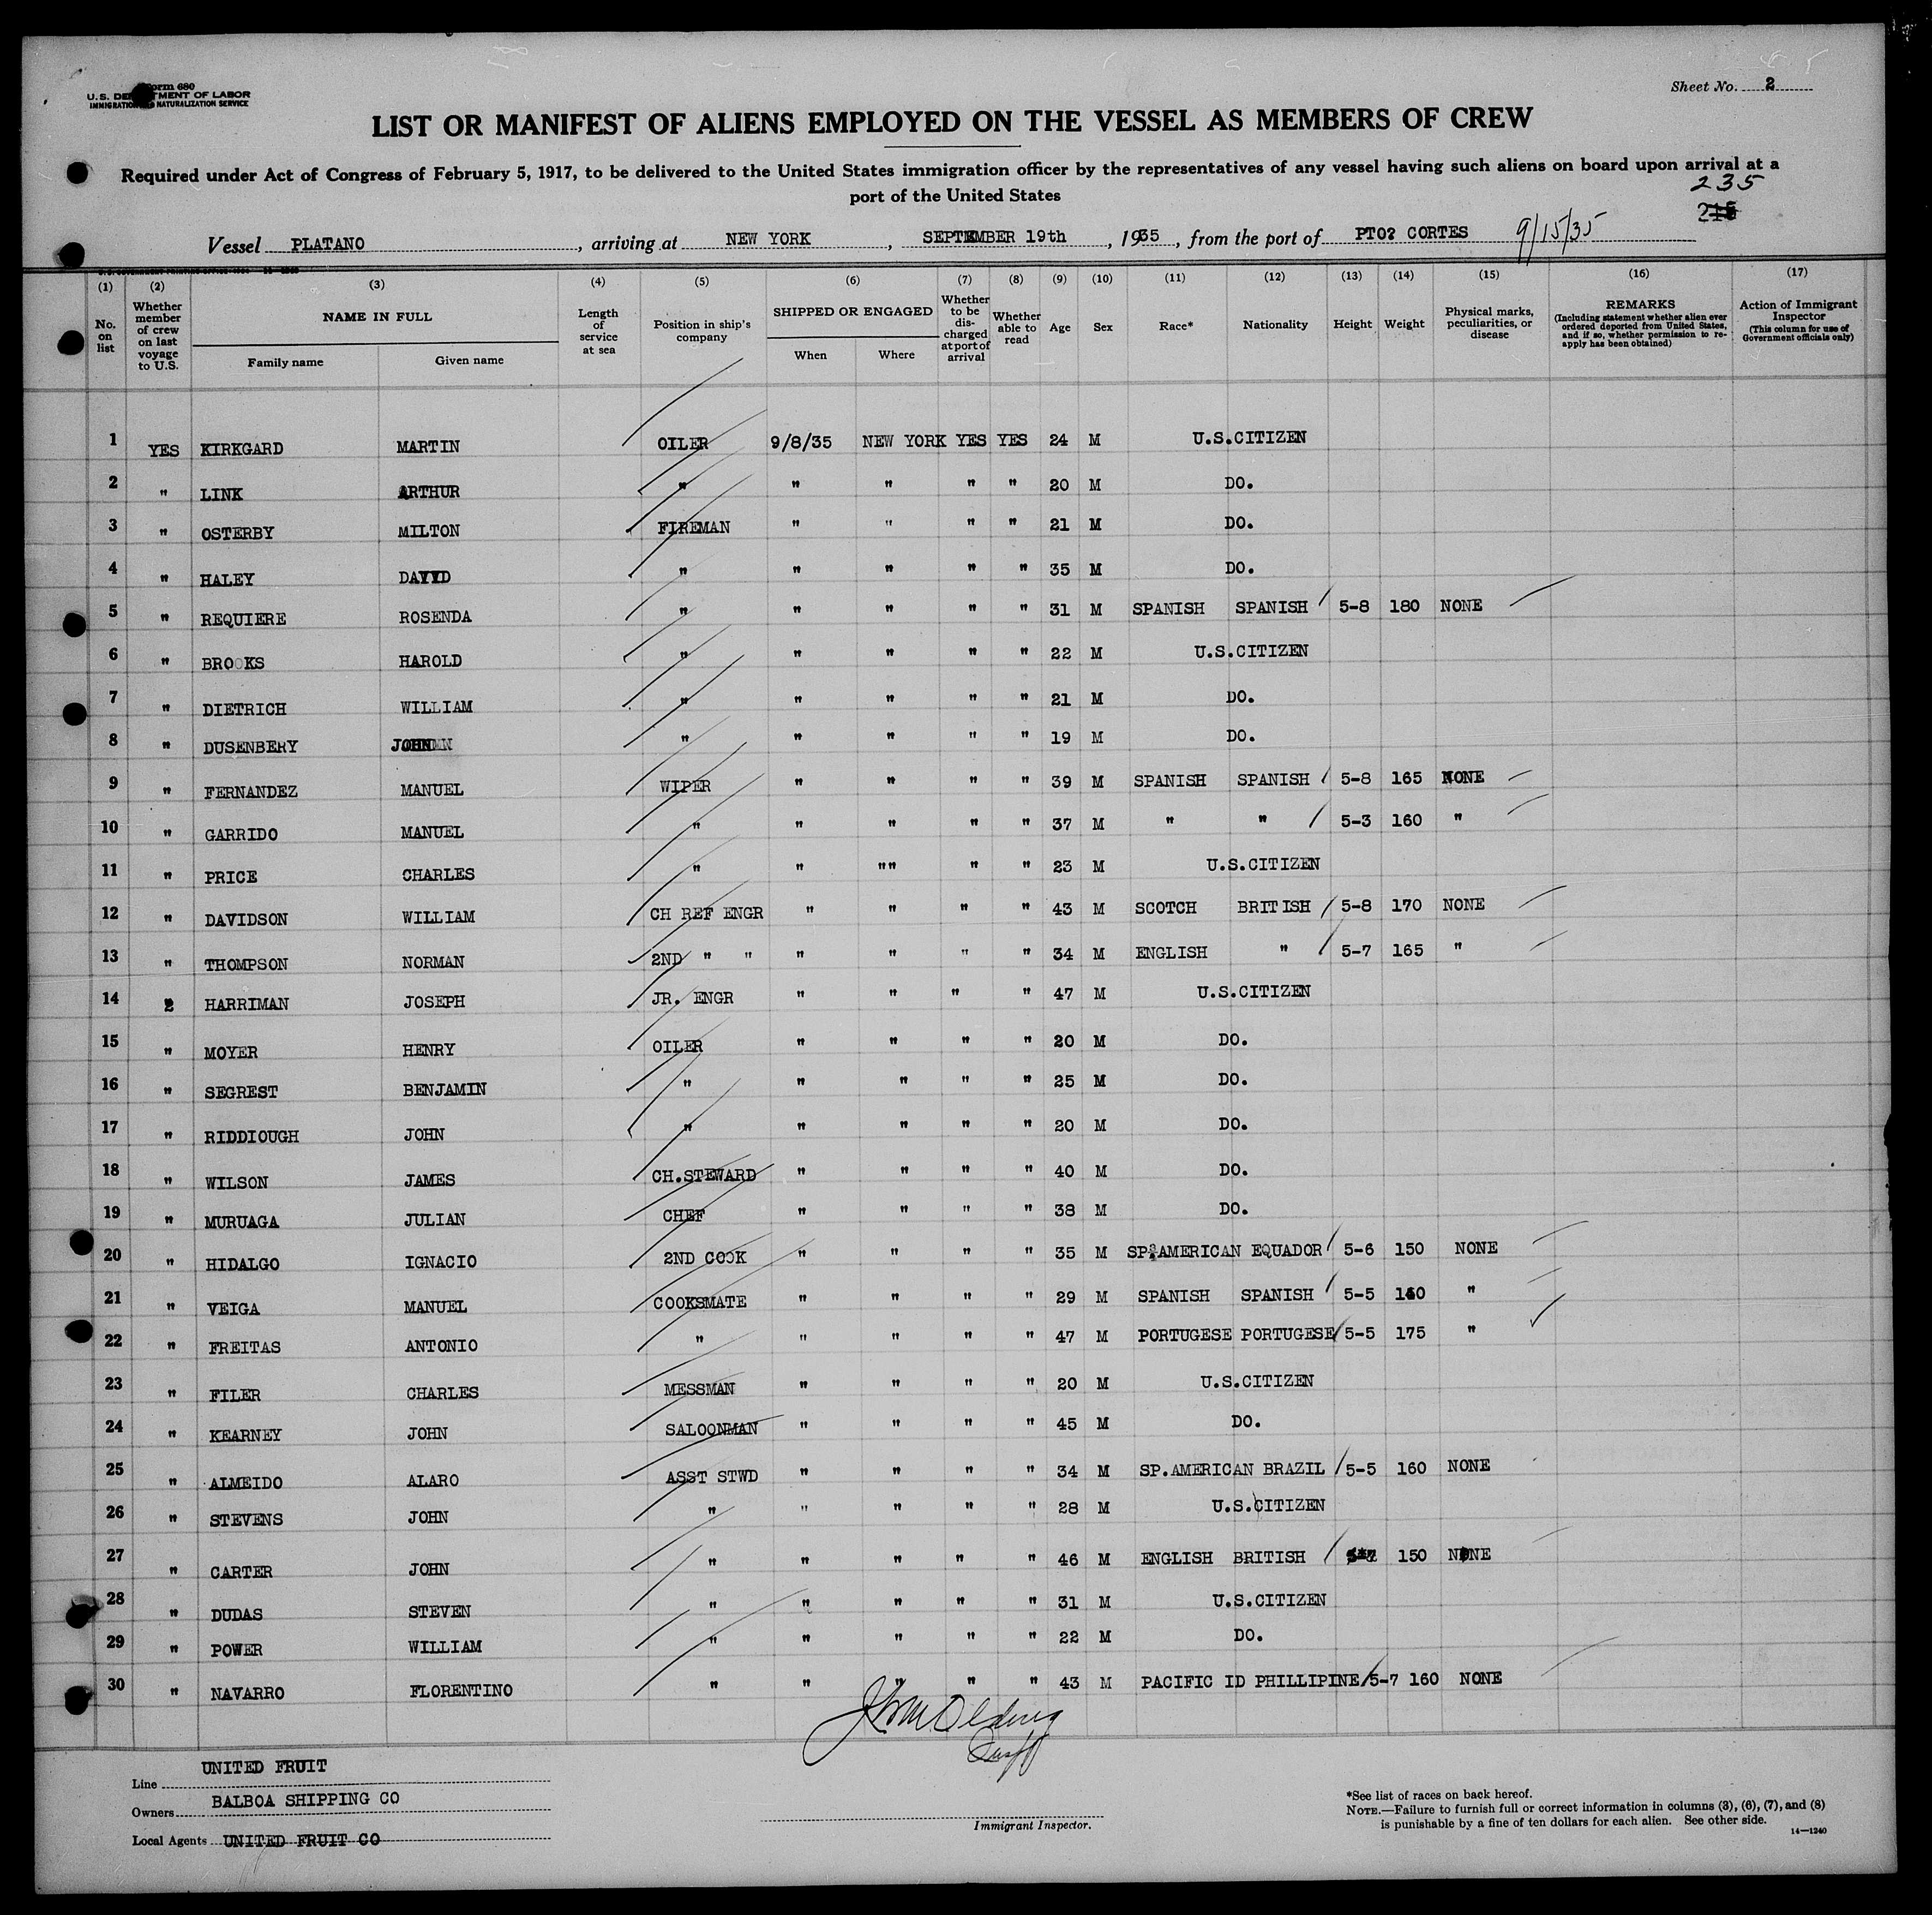 Form 680
U.S. DEPARTMENT OF LABOR
IMMIGRATION AND NATURALIZATION SERVICE
Sheet No. 2
LIST OR MANIFEST OF ALIENS EMPLOYED ON THE VESSEL AS MEMBERS OF CREW
Required under Act of Congress of February 5, 1917, to be delivered to the United States immigration officer by the representatives of any vessel having such aliens on board upon arrival at a
port of the United States
235
Vessel PLATANO, arriving at NEW YORK, SEPTEMBER 19th, 1935, from the port of PTO? CORTES 9/15/35
(1) (2) (3) (4) (5) (6) (7) (8) (9) (10) (11) (12) (13) (14) (15) (16) (17)
No. on list
Whether member of crew on last voyage to U.S.
NAME IN FULL
Family name Given name
Length of service at sea
Position in ship's company
SHIPPED OR ENGAGED
When Where
Whether to be discharged at port of arrival
Whether able to read
Age
Sex
Race*
Nationality
Height
Weight
Physical marks, peculiarities, or disease
REMARKS
(Including statement whether alien ever ordered deported from United States, and if so, whether permission to re-apply has been obtained)
Action of Immigrant Inspector
(This column for use of Government officials only)
1 YES KIRKGARD MARTIN OILER 9/8/35 NEW YORK YES YES 24 M U.S.CITIZEN
2 " LINK ARTHUR " " " " " 20 M DO.
3 " OSTERBY MILTON FIREMAN " " " " 21 M DO.
4 " HALEY DAVYD " " " " " 35 M DO.
5 " REQUIERE ROSENDA " " " " " 31 M SPANISH SPANISH 5-8 180 NONE
6 " BROOKS HAROLD " " " " " 22 M U.S.CITIZEN
7 " DIETRICH WILLIAM " " " " " 21 M DO.
8 " DUSENBERY JOHN " " " " " 19 M DO.
9 " FERNANDEZ MANUEL WIPER " " " " 39 M SPANISH SPANISH 5-8 165 NONE
10 " GARRIDO MANUEL " " " " " 37 M " " 5-3 160 "
11 " PRICE CHARLES " " "" " " 23 M U.S.CITIZEN
12 " DAVIDSON WILLIAM CH REF ENGR " " " " 43 M SCOTCH BRITISH 5-8 170 NONE
13 " THOMPSON NORMAN 2ND " " " " " " 34 M ENGLISH " 5-7 165 "
14 HARRIMAN JOSEPH JR. ENGR " " " " 47 M U.S.CITIZEN
15 " MOYER HENRY OILER " " " " 20 M DO.
16 " SEGREST BENJAMIN " " " " " 25 M DO.
17 " RIDDIOUGH JOHN " " " " " 20 M DO.
18 " WILSON JAMES CH.STEWARD " " " " 40 M DO.
19 " MURUAGA JULIAN CHEF " " " " 38 M DO.
20 " HIDALGO IGNACIO 2ND COOK " " " " 35 M SP.AMERICAN EQUADOR 5-6 150 NONE
21 " VEIGA MANUEL COOKSMATE " " " " 29 M SPANISH SPANISH 5-5 "
22 " FREITAS ANTONIO " " " " " 47 M PORTUGESE PORTUGESE 5-5 175 "
23 " FILER CHARLES MESSMAN " " " " 20 M U.S.CITIZEN
24 " KEARNEY JOHN SALOONMAN " " " " 45 M DO.
25 " ALMEIDO ALARO ASST STWD " " " " 34 M SP.AMERICAN BRAZIL 5-5 160 NONE
26 " STEVENS JOHN " " " " " 28 M U.S.CITIZEN
27 " CARTER JOHN " " " " " 46 M ENGLISH BRITISH 150 NONE
28 " DUDAS STEVEN " " " " " 31 M U.S.CITIZEN
29 " POWER WILLIAM " " " " " 22 M DO.
30 " NAVARRO FLORENTINO " " " " " 43 M PACIFIC ID PHILLIPINE 5-7 160 NONE
Line UNITED FRUIT
Owners BALBOA SHIPPING CO
Local Agents UNITED FRUIT CO
Immigrant Inspector.
*See list of races on back hereof.
NOTE.—Failure to furnish full or correct information in columns (3), (6), (7), and (8)
is punishable by a fine of ten dollars for each alien. See other side.
14—1240